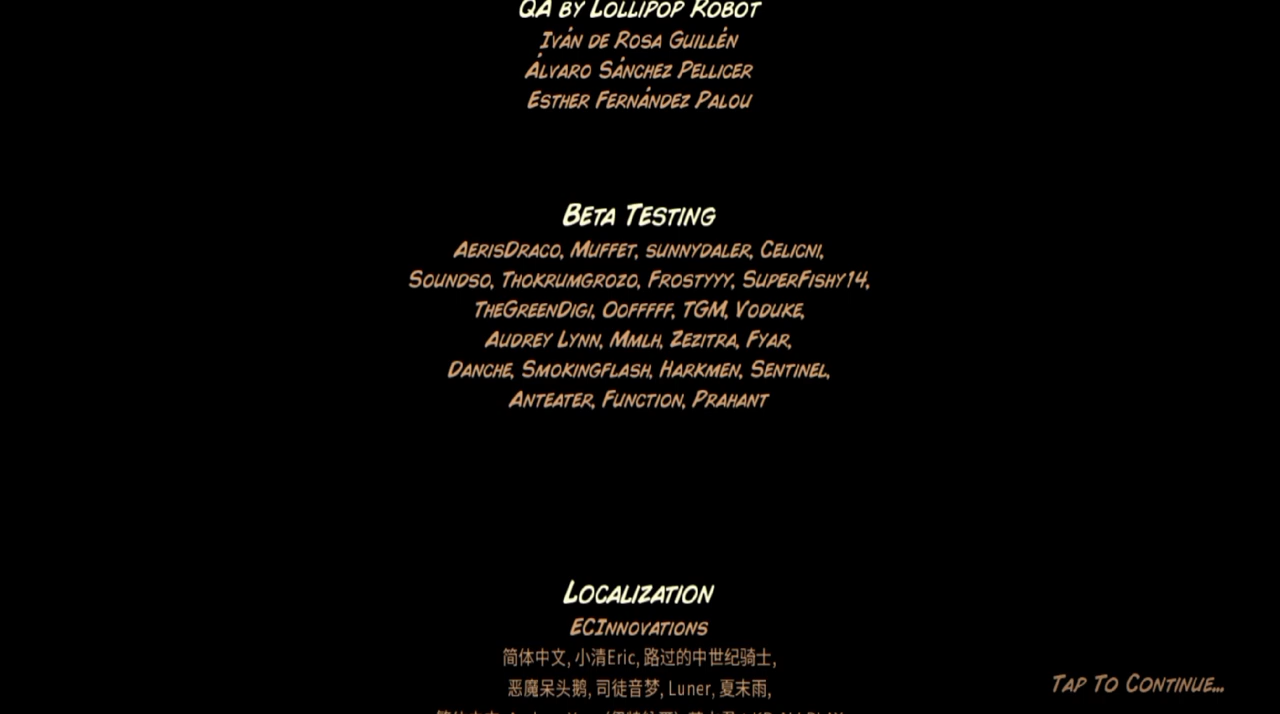 QA by Lollipop Robot
Iván de Rosa Guillén
Álvaro Sánchez Pellicer
Esther Fernández Palou
Beta Testing
AerisDraco, Muffet, sunnydaler, Celicni,
Soundso, Thokrumgrozo, Frostyyy, SuperFishy14,
TheGreenDigi, Oofffff, TGM, Voduke,
Audrey Lynn, Mmlh, Zezitra, Fyar,
Danche, Smokingflash, Harkmen, Sentinel,
Anteater, Function, Prahant
Localization
ECInnovations
简体中文, 小清Eric, 路过的中世纪骑士,
恶魔呆头鹅, 司徒音梦, Luner, 夏末雨,
Tap To Continue...